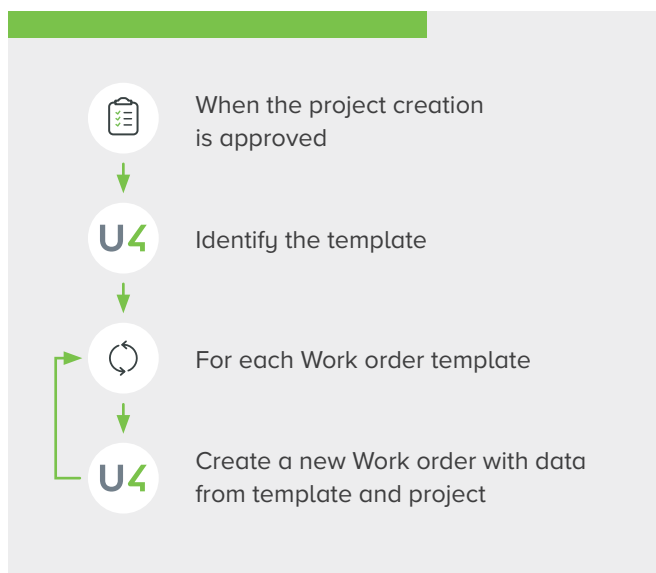 When the project creation
is approved
U4
Identify the template
For each Work order template
U4
Create a new Work order with data
from template and project